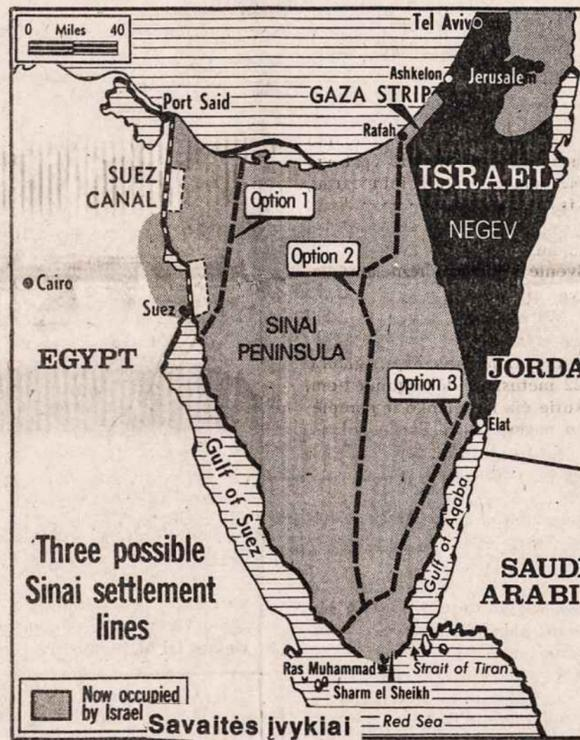 0 Miles 40
Tel Aviv
Ashkelon
Jerusalem
GAZA STRIP
Port Said
Rafah
SUEZ
CANAL
ISRAEL
NEGEV
Option 1
Option 2
Cairo
Suez
SINAI
PENINSULA
EGYPT
JORDA
Option 3
Elat
Gulf of Suez
Gulf of Aqaba
Three possible
Sinai settlement
lines
SAUDI
ARABI
Ras Muhammad
Strait of Tiran
Sharm el Sheikh
Now occupied
by Israel
Savaitės įvykiai
Red Sea